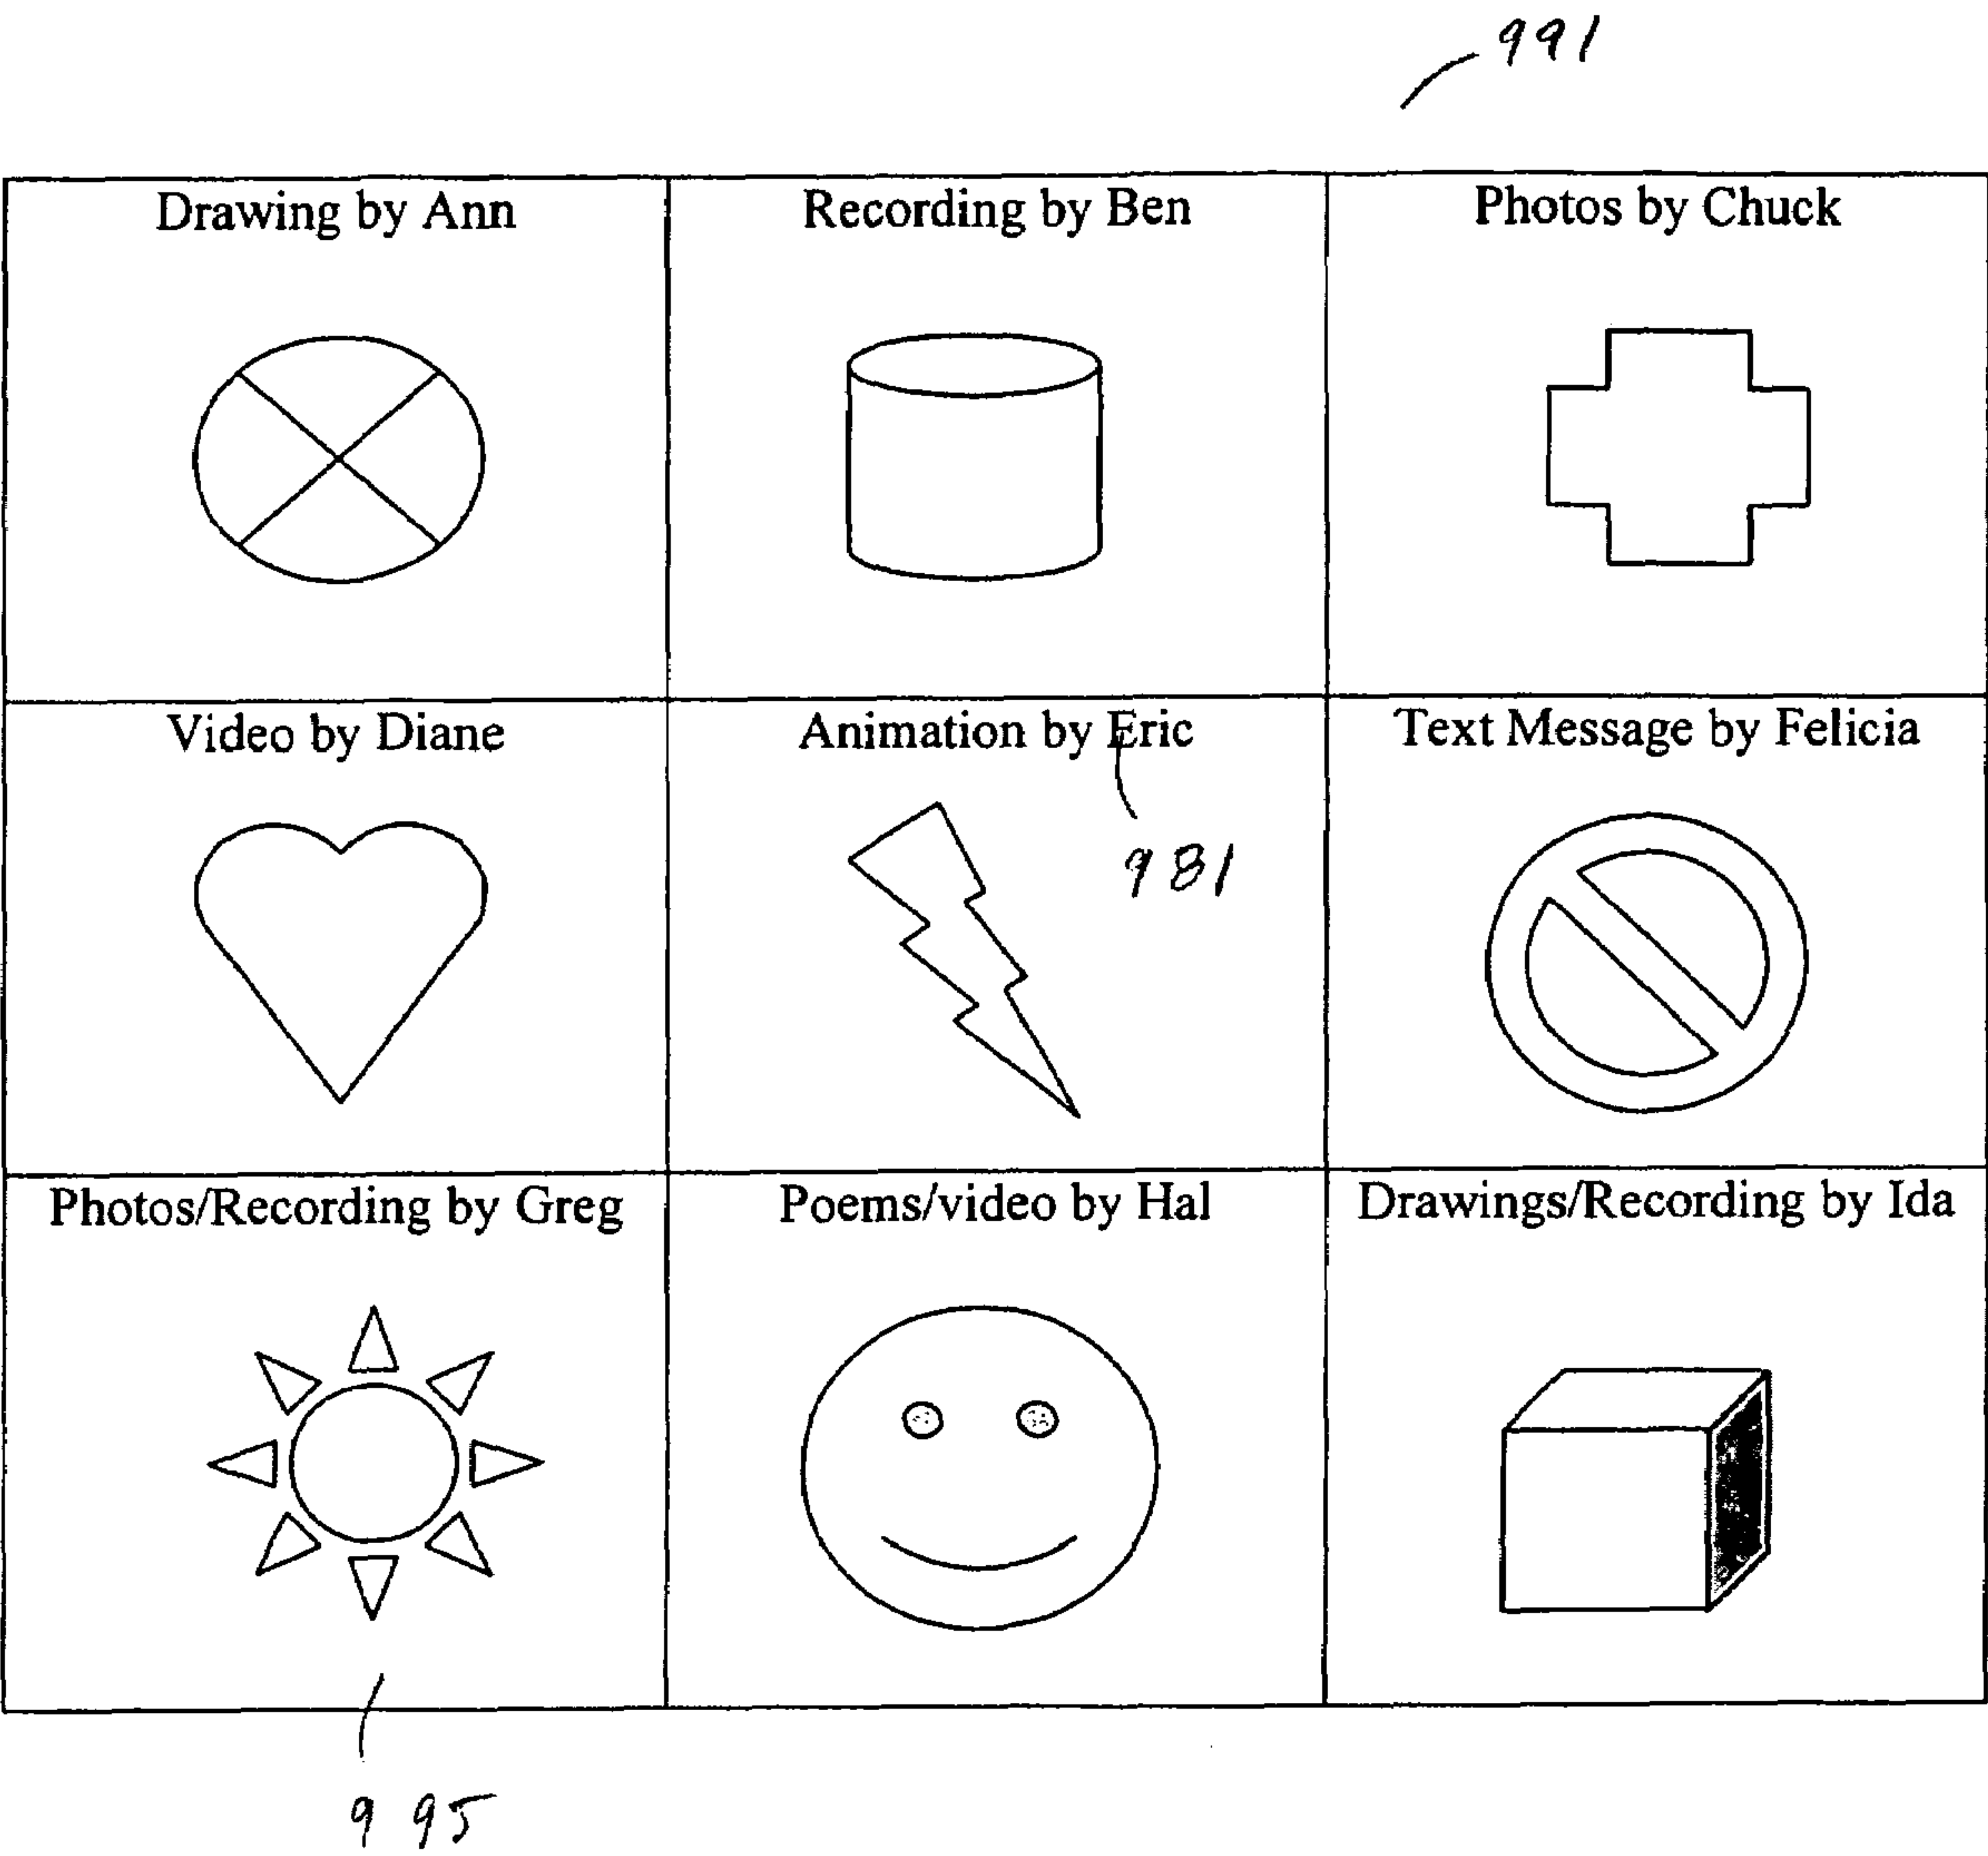 991
Drawing by Ann
Recording by Ben
Photos by Chuck
Video by Diane
Animation by Eric
Text Message by Felicia
981
Photos/Recording by Greg
Poems/video by Hal
Drawings/Recording by Ida
995